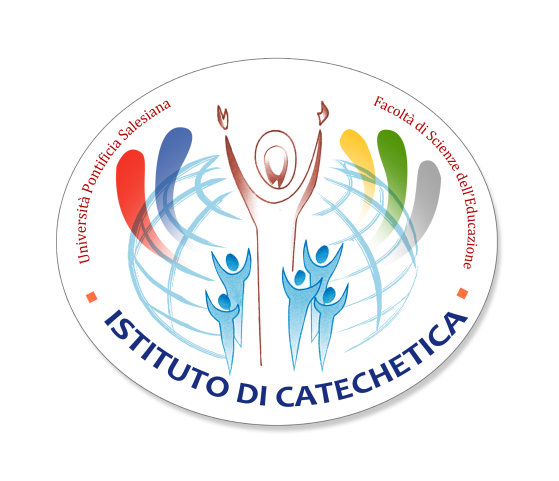 Università Pontificia Salesiana
Facoltà di Scienze dell'Educazione
ISTITUTO DI CATECHETICA